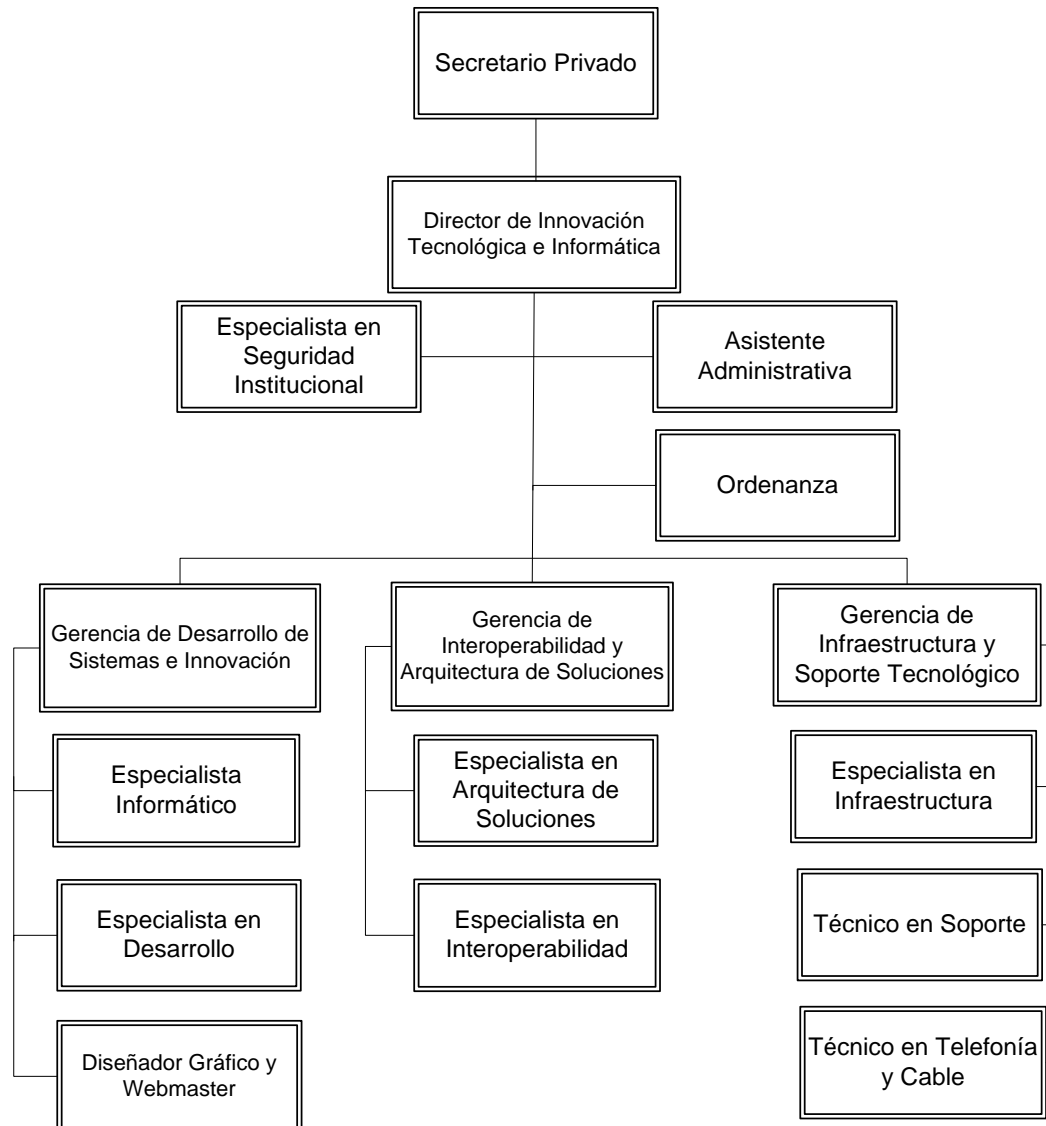 Secretario Privado
Director de Innovación
Tecnológica e Informática
Especialista en
Seguridad
Institucional
Asistente
Administrativa
Ordenanza
Gerencia de Desarrollo de
Sistemas e Innovación
Gerencia de
Interoperabilidad y
Arquitectura de Soluciones
Gerencia de
Infraestructura y
Soporte Tecnológico
Especialista
Informático
Especialista en
Arquitectura de
Soluciones
Especialista en
Infraestructura
Especialista en
Desarrollo
Especialista en
Interoperabilidad
Técnico en Soporte
Diseñador Gráfico y
Webmaster
Técnico en Telefonía
y Cable